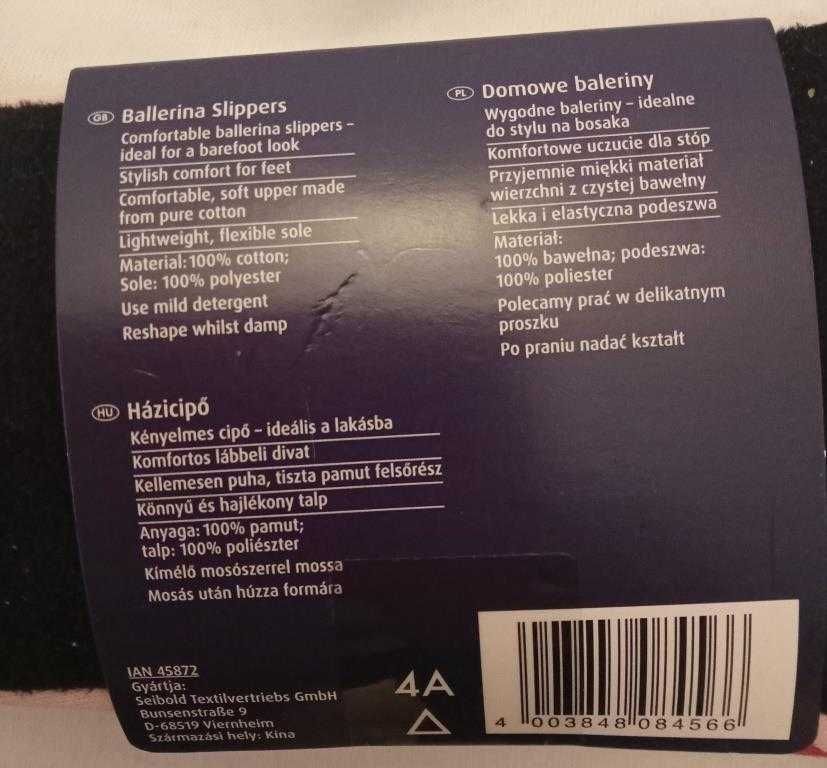 GB Ballerina Slippers
Comfortable ballerina slippers –
ideal for a barefoot look
Stylish comfort for feet
Comfortable, soft upper made
from pure cotton
Lightweight, flexible sole
Material: 100% cotton;
Sole: 100% polyester
Use mild detergent
Reshape whilst damp
PL Domowe baleriny
Wygodne baleriny – idealne
do stylu na bosaka
Komfortowe uczucie dla stóp
Przyjemnie miękki materiał
wierzchni z czystej bawełny
Lekka i elastyczna podeszwa
Materiał:
100% bawełna; podeszwa:
100% poliester
Polecamy prać w delikatnym
proszku
Po praniu nadać kształt
HU Házicipő
Kényelmes cipő – ideális a lakásba
Komfortos lábbeli divat
Kellemesen puha, tiszta pamut felsőrész
Könnyű és hajlékony talp
Anyaga: 100% pamut;
talp: 100% poliészter
Kímélő mosószerrel mossa
Mosás után húzza formára
IAN 45872
Gyártja:
Seibold Textilvertriebs GmbH
Bunsenstraße 9
D-68519 Viernheim
Származási hely: Kína
4A
4 003848 084566